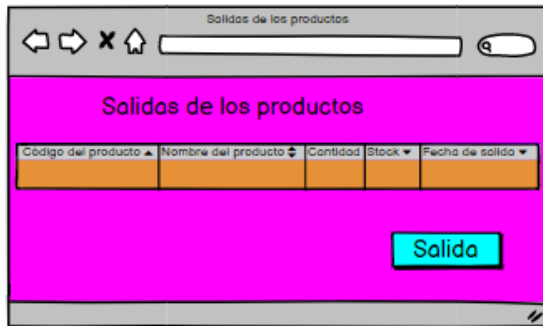 Salidas de los productos
Salidas de los productos
Código del producto Nombre del producto Cantidad Stock Fecha de salida
Salida